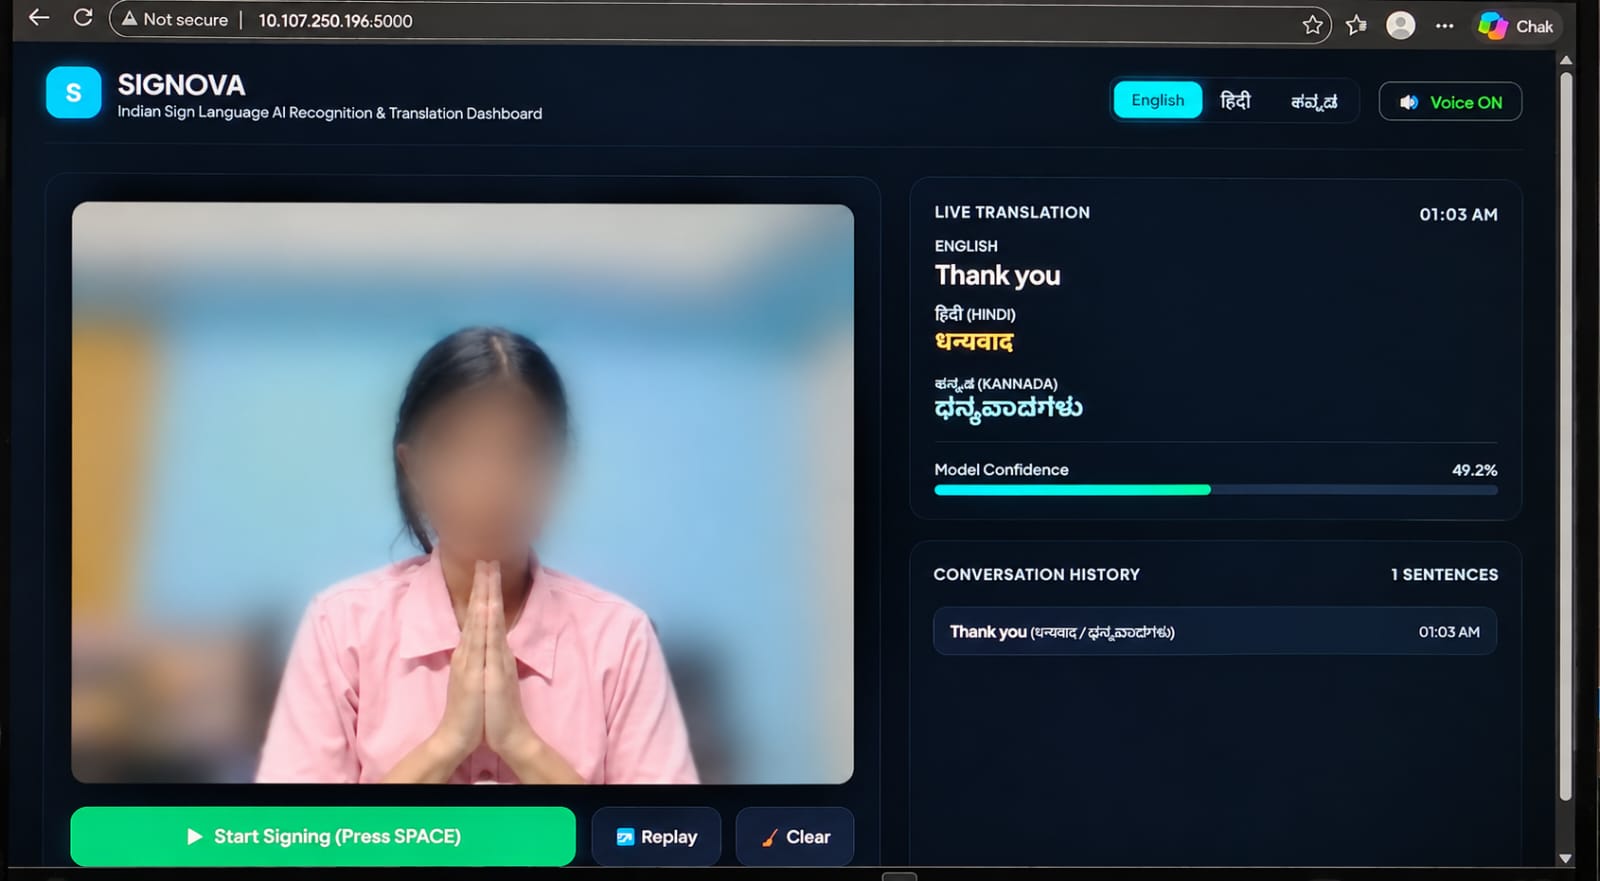 Not secure | 10.107.250.196:5000
Chak
S
SIGNOVA
Indian Sign Language AI Recognition & Translation Dashboard
English हिंदी ಕನ್ನಡ Voice ON
LIVE TRANSLATION 01:03 AM
ENGLISH
Thank you
हिंदी (HINDI)
धन्यवाद
ಕನ್ನಡ (KANNADA)
ಧನ್ಯವಾದಗಳು
Model Confidence 49.2%
CONVERSATION HISTORY 1 SENTENCES
Thank you (धन्यवाद / ಧನ್ಯವಾದಗಳು) 01:03 AM
Start Signing (Press SPACE) Replay Clear